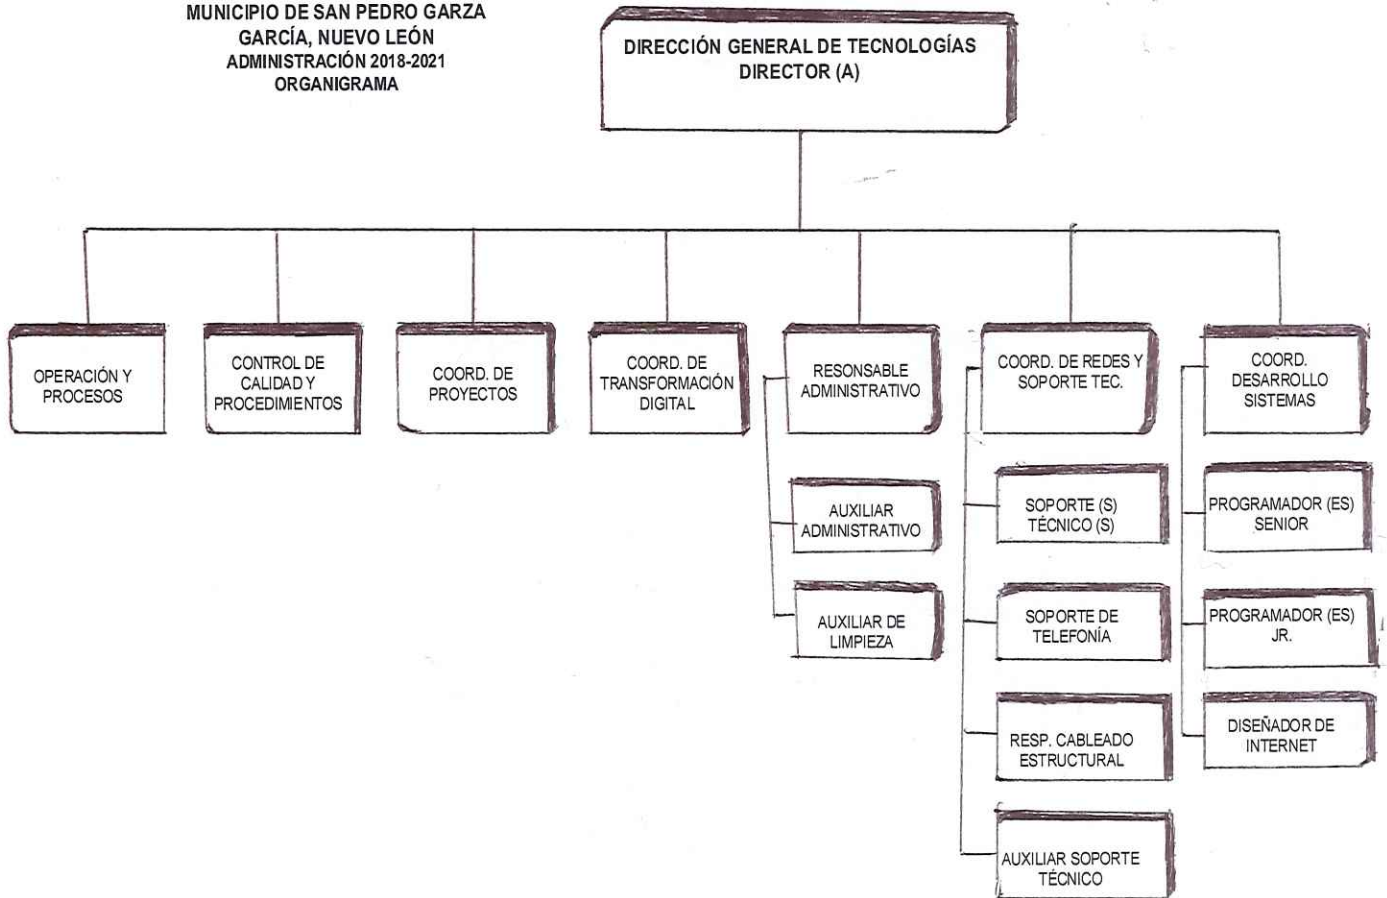 MUNICIPIO DE SAN PEDRO GARZA
GARCÍA, NUEVO LEÓN
ADMINISTRACIÓN 2018-2021
ORGANIGRAMA
DIRECCIÓN GENERAL DE TECNOLOGÍAS
DIRECTOR (A)
OPERACIÓN Y
PROCESOS
CONTROL DE
CALIDAD Y
PROCEDIMIENTOS
COORD. DE
PROYECTOS
COORD. DE
TRANSFORMACIÓN
DIGITAL
RESONSABLE
ADMINISTRATIVO
COORD. DE REDES Y
SOPORTE TEC.
COORD.
DESARROLLO
SISTEMAS
AUXILIAR
ADMINISTRATIVO
AUXILIAR DE
LIMPIEZA
SOPORTE (S)
TÉCNICO (S)
SOPORTE DE
TELEFONÍA
RESP. CABLEADO
ESTRUCTURAL
AUXILIAR SOPORTE
TÉCNICO
PROGRAMADOR (ES)
SENIOR
PROGRAMADOR (ES)
JR.
DISEÑADOR DE
INTERNET